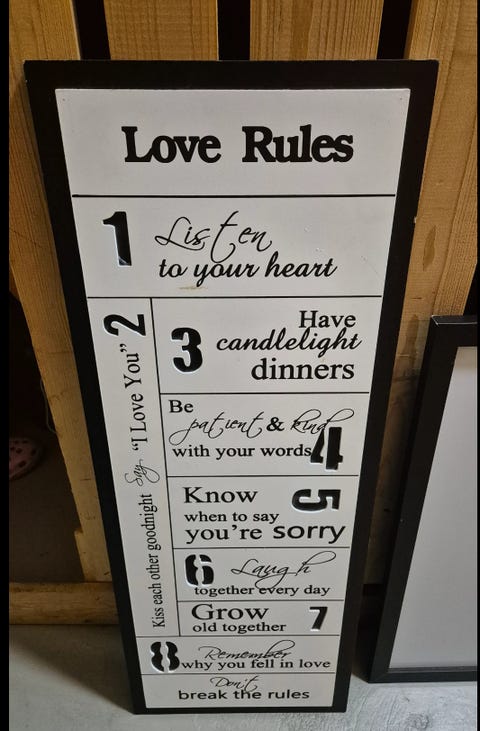 Love Rules
1 Listen
to your heart
2
Say, "I Love You"
Kiss each other goodnight
3 Have
candlelight
dinners
Be
patient & kind
with your words 4
Know 5
when to say
you're sorry
6 Laugh
together every day
Grow 7
old together
8 Remember
why you fell in love
Don't
break the rules